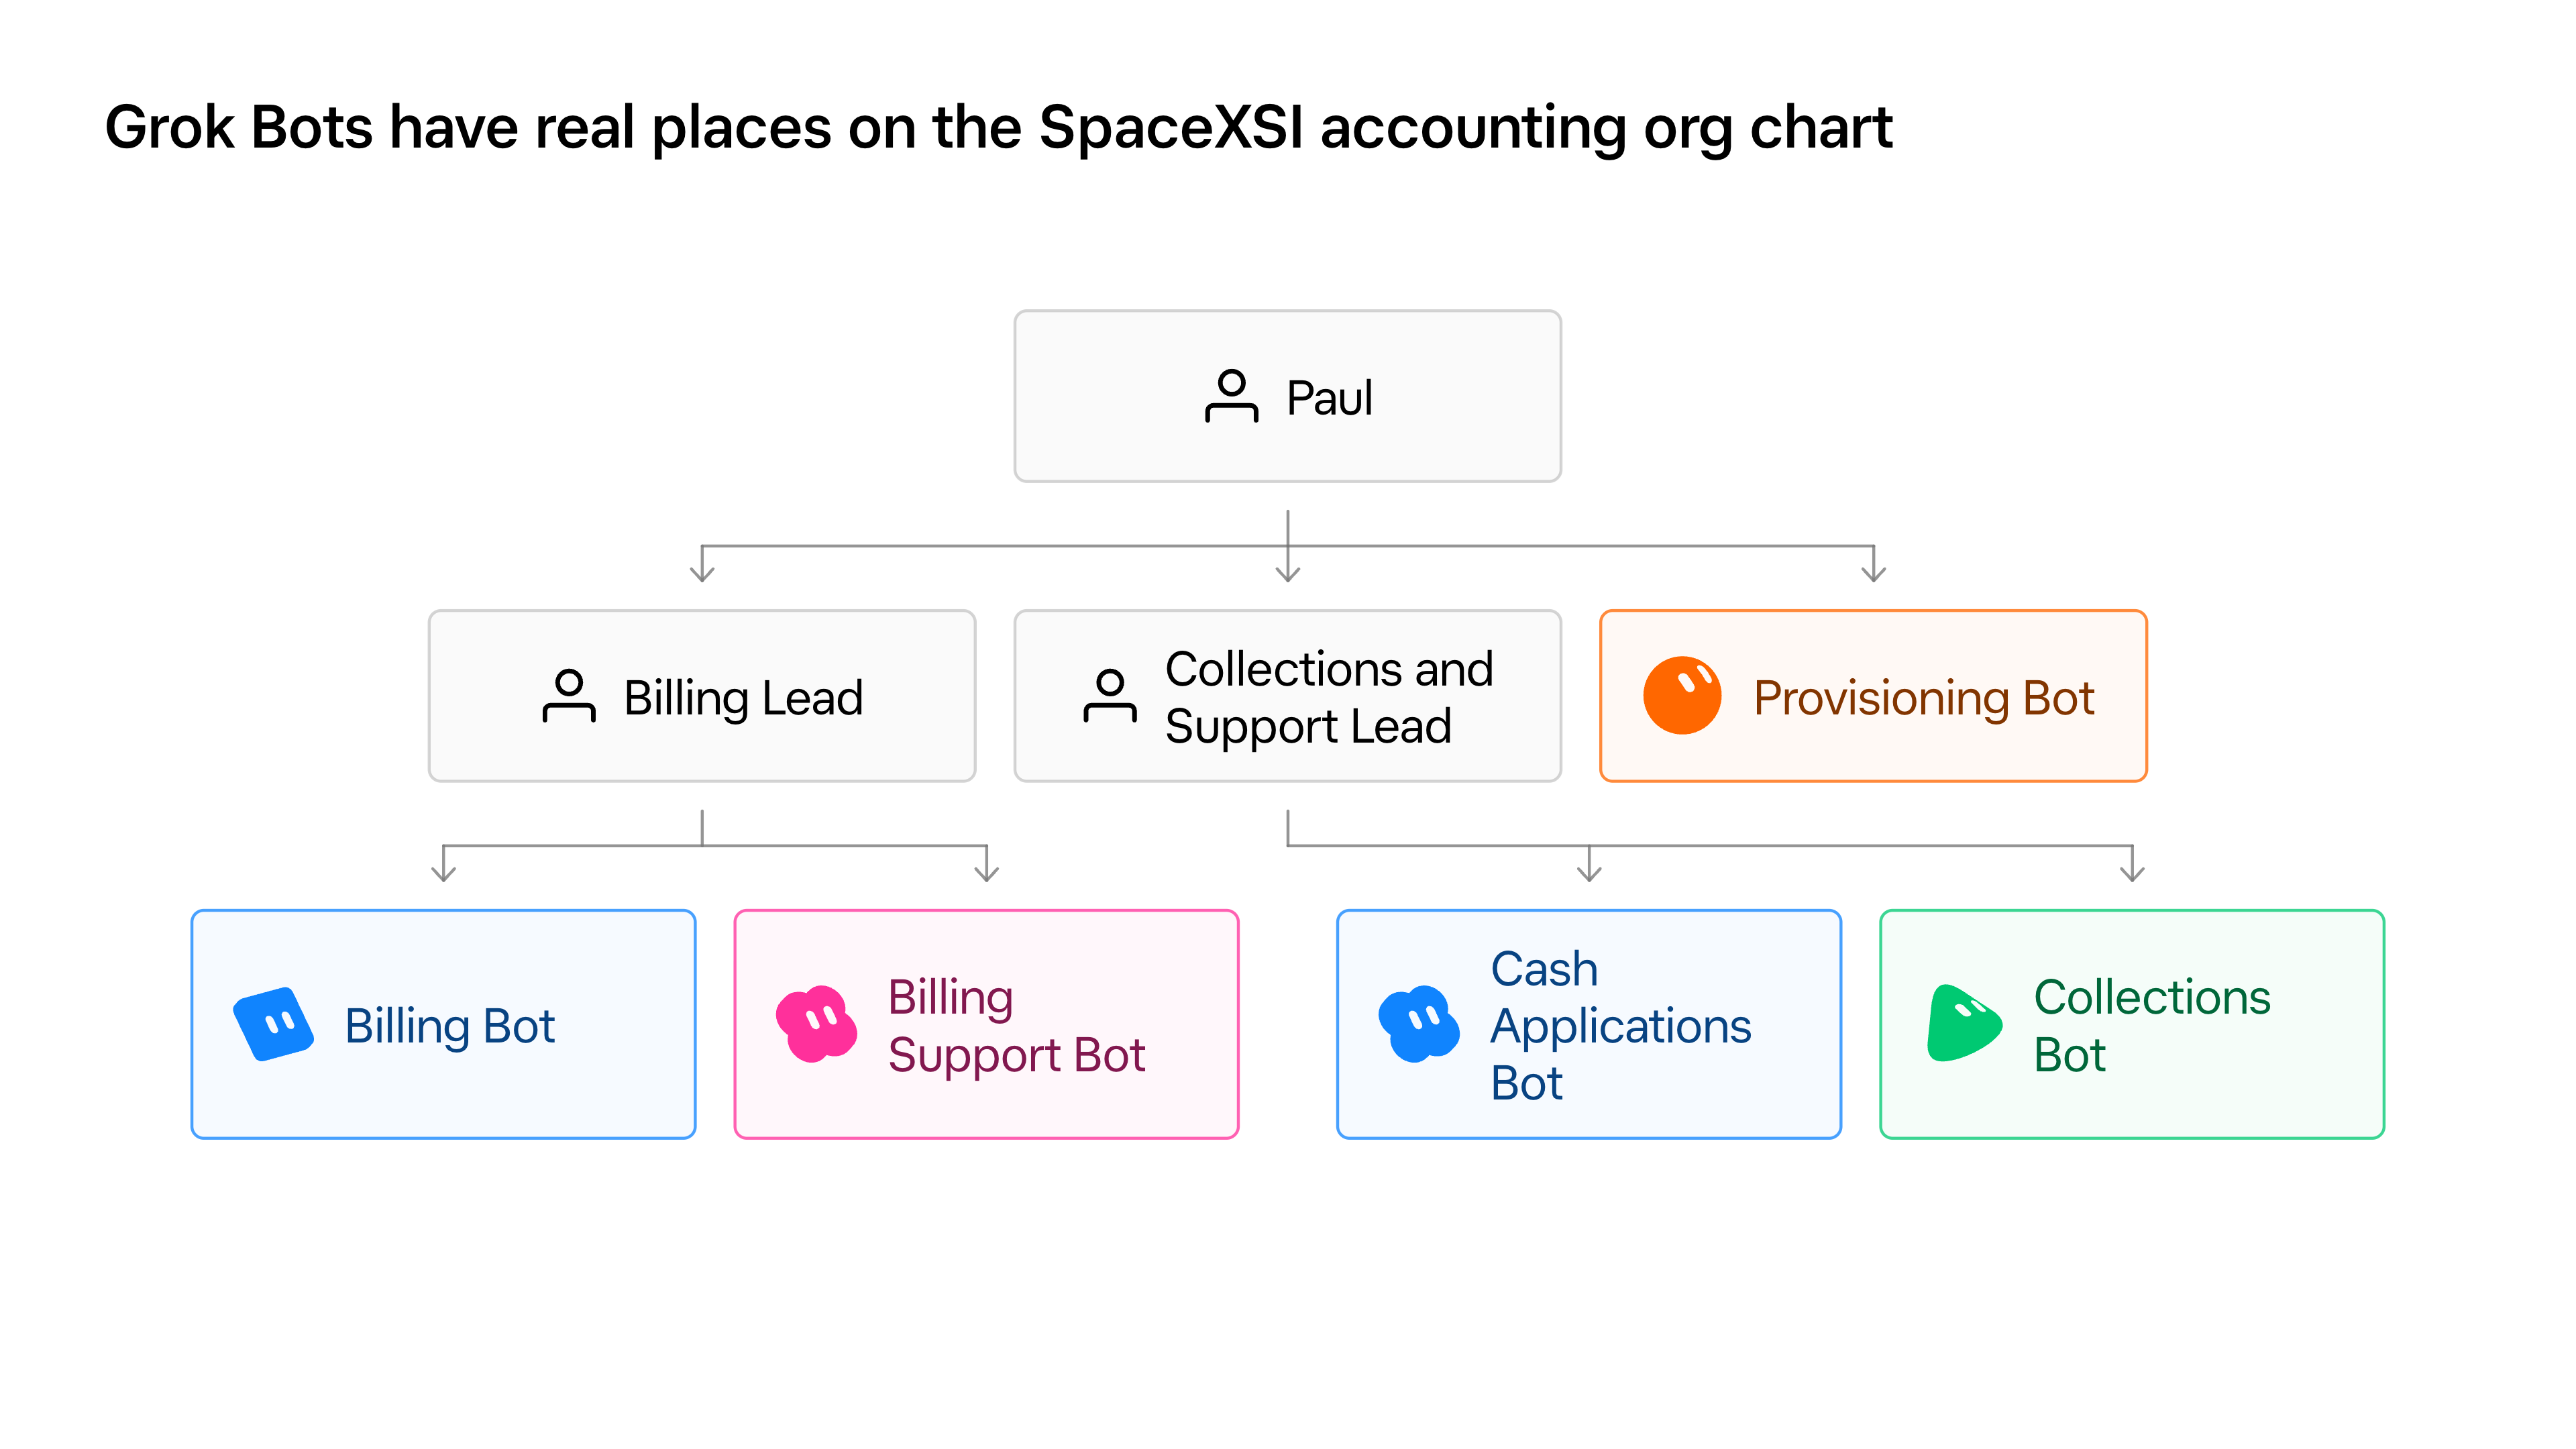 Grok Bots have real places on the SpaceXSI accounting org chart
Paul
Billing Lead
Collections and
Support Lead
Provisioning Bot
Billing Bot
Billing
Support Bot
Cash
Applications
Bot
Collections
Bot